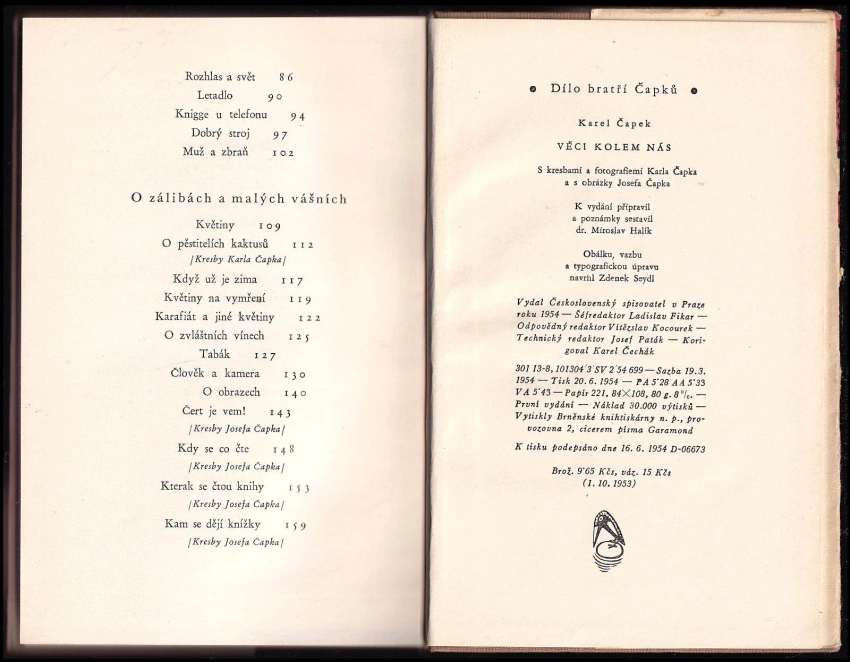 Rozhlas a svět 86
Letadlo 90
Knigge u telefonu 94
Dobrý stroj 97
Muž a zbraň 102
O zálibách a malých vášních
Květiny 109
O pěstitelích kaktusů 112
/Kresby Karla Čapka/
Když už je zima 117
Květiny na vymření 119
Karafiát a jiné květiny 122
O zvláštních vínech 125
Tabák 127
Člověk a kamera 130
O obrazech 140
Čert je vem! 143
/Kresby Josefa Čapka/
Kdy se co čte 148
/Kresby Josefa Čapka/
Kterak se čtou knihy 153
/Kresby Josefa Čapka/
Kam se dějí knížky 159
/Kresby Josefa Čapka/
• Dílo bratří Čapků •
Karel Čapek
VĚCI KOLEM NÁS
S kresbami a fotografiemi Karla Čapka
a s obrázky Josefa Čapka
K vydání připravil
a poznámky sestavil
dr. Miroslav Halík
Obálku, vazbu
a typografickou úpravu
navrhl Zdenek Seydl
Vydal Československý spisovatel v Praze
roku 1954 — Šéfredaktor Ladislav Fikar —
Odpovědný redaktor Vítězslav Kocourek —
Technický redaktor Josef Paták — Kori-
goval Karel Čechák
301 13-8, 101304/3/SV 2/54 699 — Sazba 19.3.
1954 — Tisk 20.6. 1954 — PA 5'28 AA 5'33
VA 5'43 — Papír 221, 84×108, 80 g. 8%. —
První vydání — Náklad 30.000 výtisků —
Vytiskly Brněnské knihtiskárny n. p., pro-
vozovna 2, cicerem písma Garamond
K tisku podepsáno dne 16. 6. 1954 D-06673
Brož. 9'65 Kčs, váz. 15 Kčs
(1. 10. 1953)